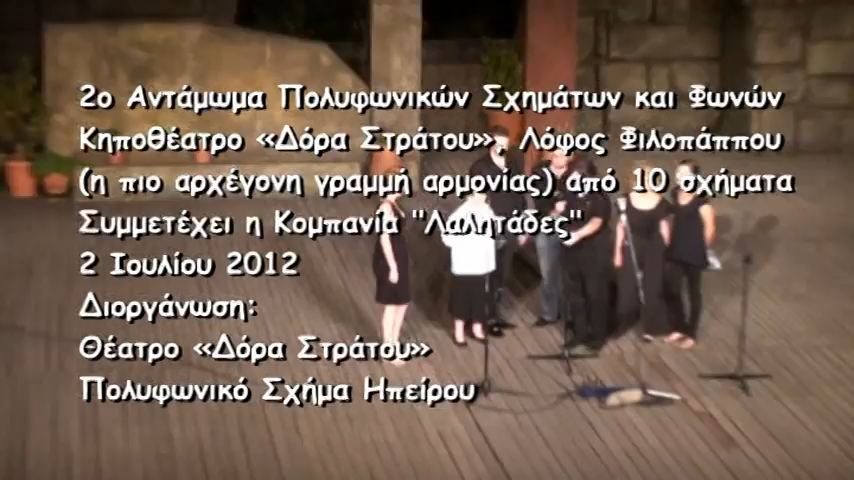 2ο Αντάμωμα Πολυφωνικών Σχημάτων και Φωνών
Κηποθέατρο «Δόρα Στράτου», Λόφος Φιλοπάππου
(η πιο αρχέγονη γραμμή αρμονίας) από 10 σχήματα
Συμμετέχει η Κομπανία "Λαλητάδες"
2 Ιουλίου 2012
Διοργάνωση:
Θέατρο «Δόρα Στράτου»
Πολυφωνικό Σχήμα Ηπείρου